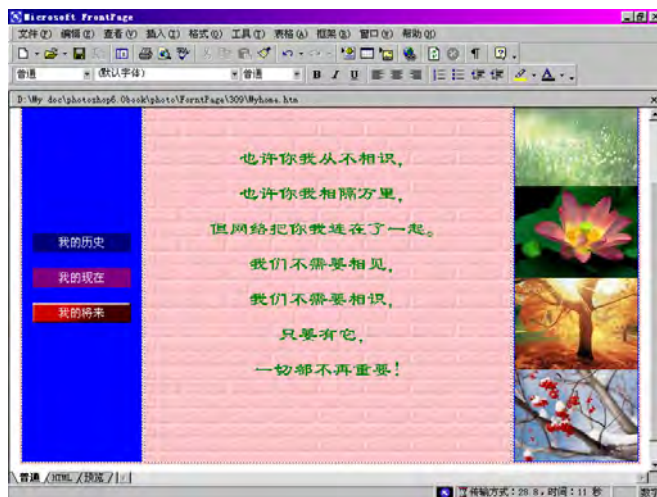 Microsoft FrontPage
文件(F) 编辑(E) 查看(V) 插入(I) 格式(O) 工具(T) 表格(A) 框架(R) 窗口(W) 帮助(H)
普通 (默认字体) 普通 B I U A
D:\My doc\photoshop6.0book\photo\ForntPage\309\Myhome.htm
也许你我从不相识,
也许你我相隔万里,
但网络把你我连在了一起。
我们不需要相见,
我们不需要相识,
只要有它,
一切都不再重要!
我的历史
我的现在
我的将来
普通 HTML 预览
传输方式:28.8,时间:11 秒 数字